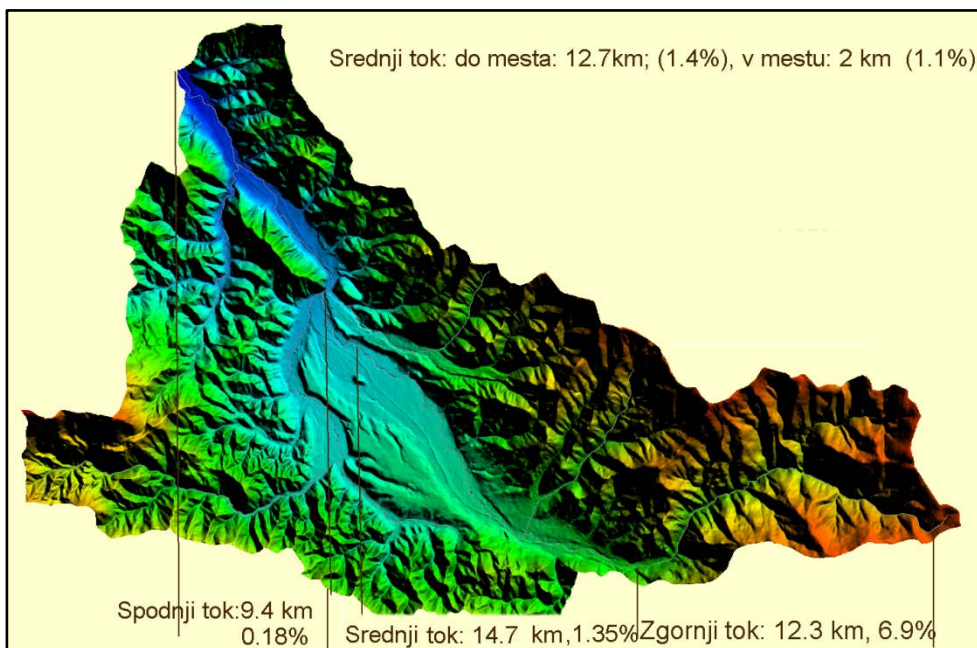 Srednji tok: do mesta: 12.7km; (1.4%), v mestu: 2 km (1.1%)
Spodnji tok:9.4 km
0.18%
Srednji tok: 14.7 km,1.35%
Zgornji tok: 12.3 km, 6.9%